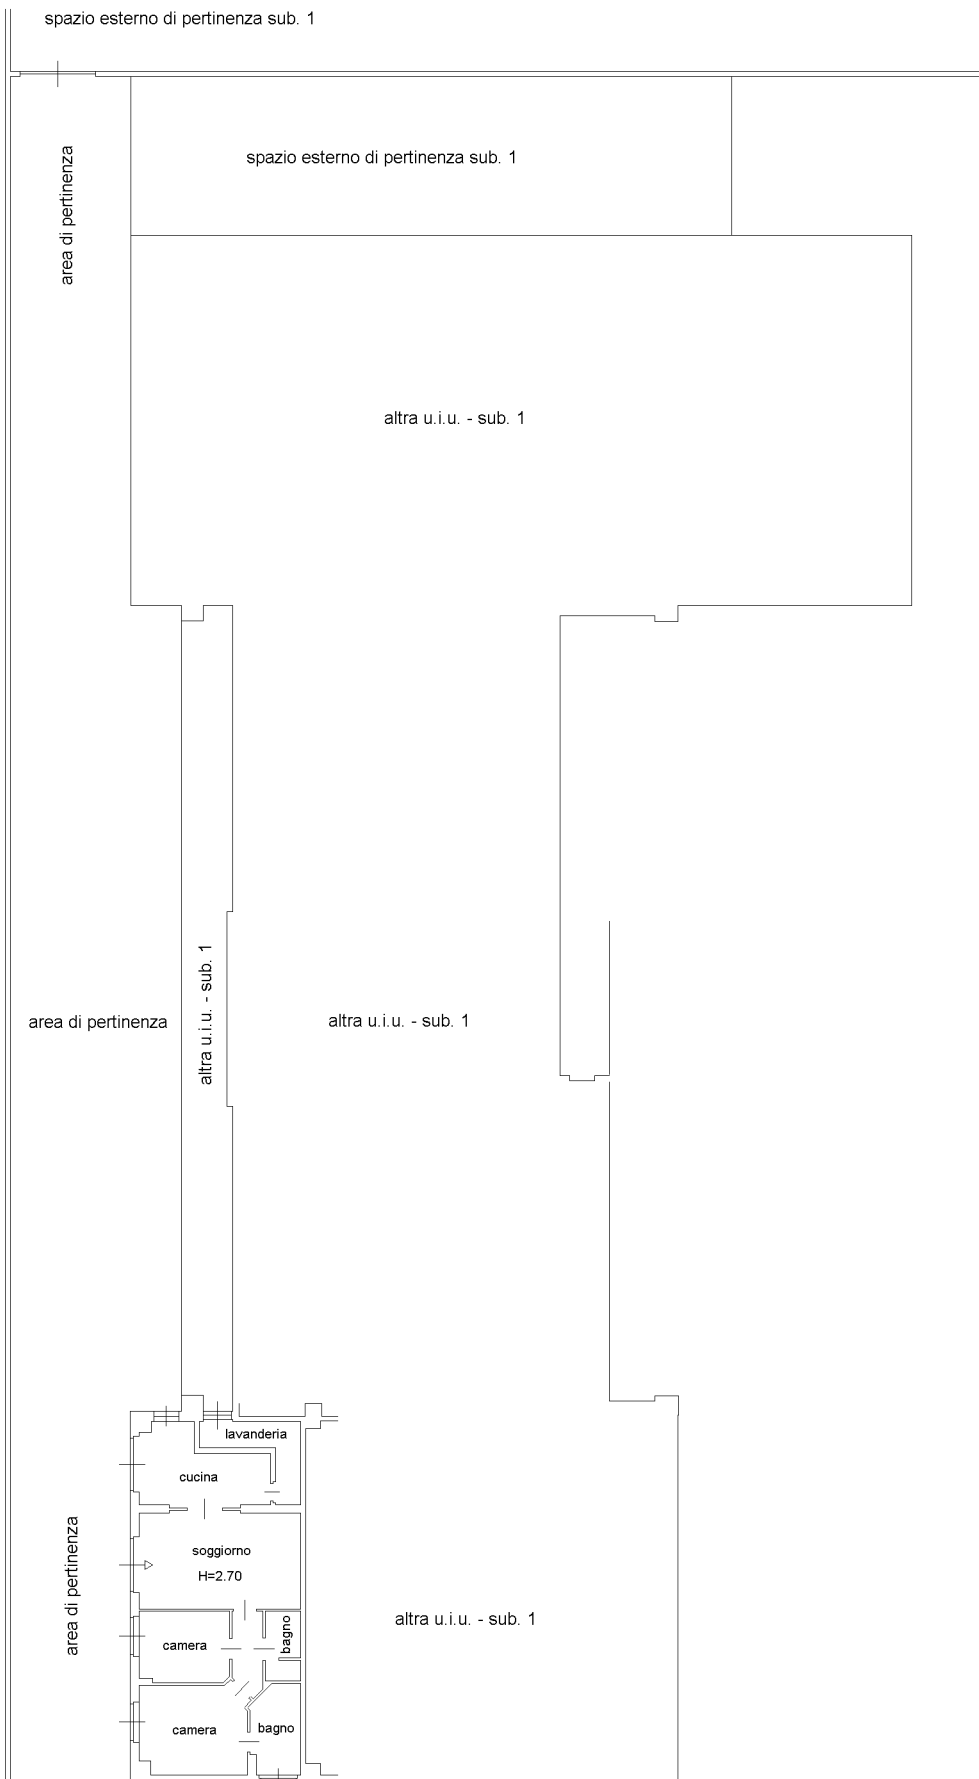 spazio esterno di pertinenza sub. 1
area di pertinenza
spazio esterno di pertinenza sub. 1
altra u.i.u. - sub. 1
altra u.i.u. - sub. 1
area di pertinenza
altra u.i.u. - sub. 1
lavanderia
cucina
soggiorno
H=2.70
area di pertinenza
altra u.i.u. - sub. 1
bagno
camera
camera
bagno